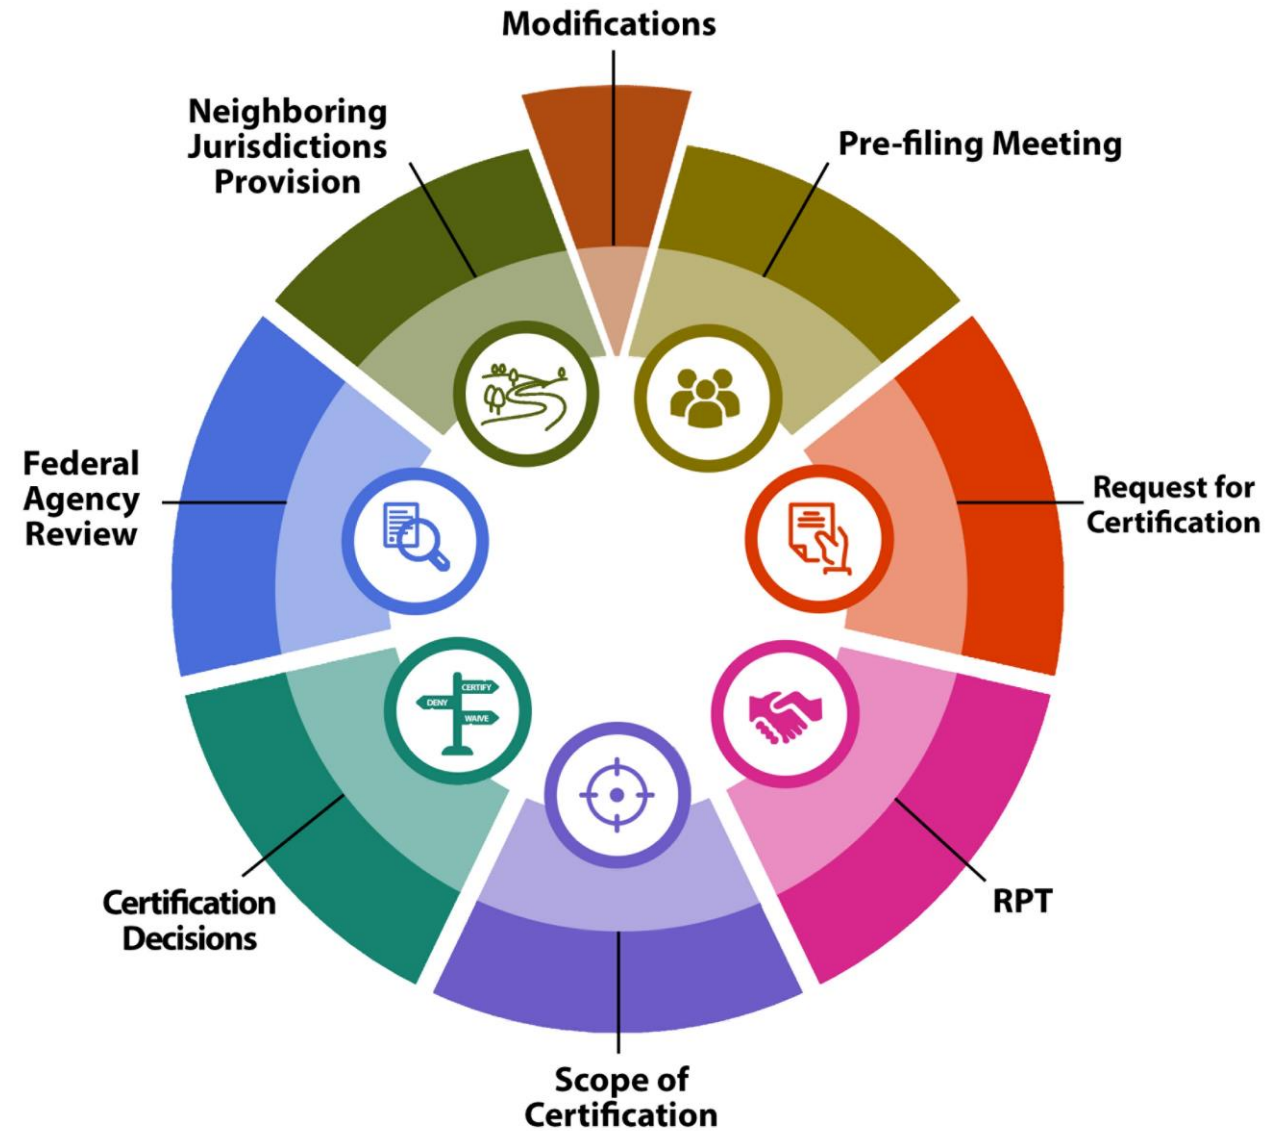 Modifications
Neighboring
Jurisdictions
Provision
Pre-filing Meeting
Federal
Agency
Review
Request for
Certification
CERTIFY
DENY
WAIVE
Certification
Decisions
RPT
Scope of
Certification